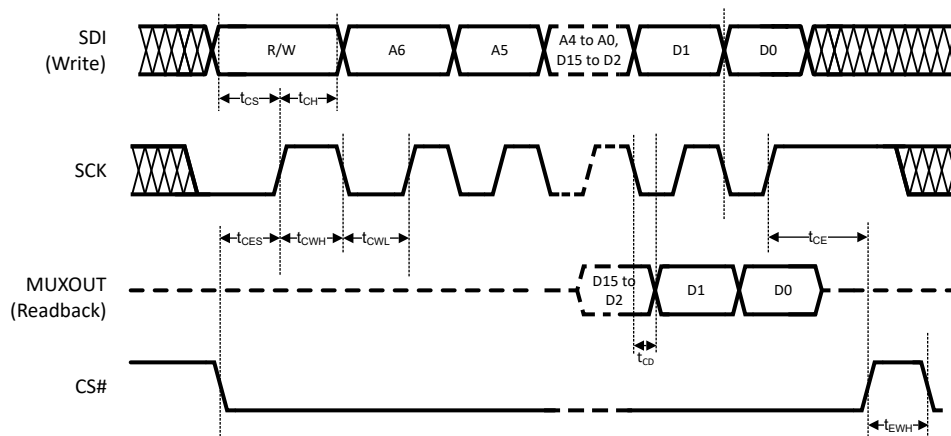 SDI
(Write)
R/W
A6
A5
A4 to A0,
D15 to D2
D1
D0
tCS
tCH
SCK
tCES
tCWH
tCWL
tCE
MUXOUT
(Readback)
D15 to
D2
D1
D0
tCD
CS#
tEWH